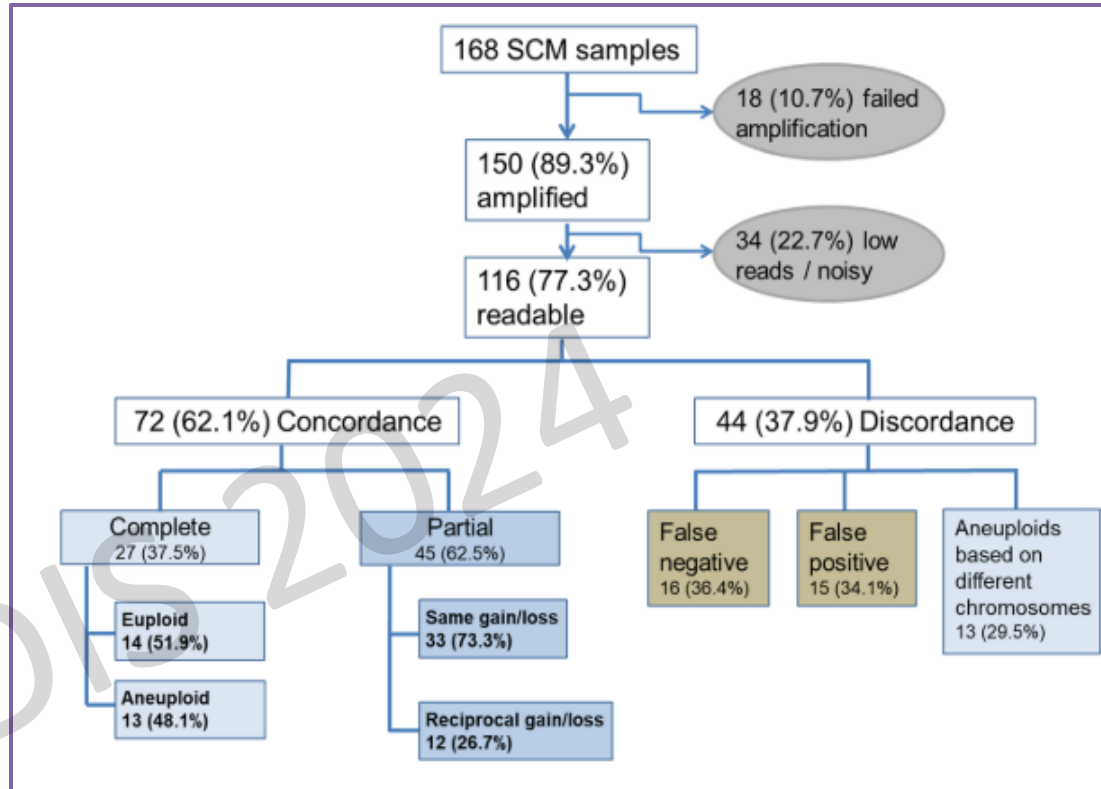 168 SCM samples
18 (10.7%) failed
amplification
150 (89.3%)
amplified
34 (22.7%) low
reads / noisy
116 (77.3%)
readable
72 (62.1%) Concordance
44 (37.9%) Discordance
Complete
27 (37.5%)
Partial
45 (62.5%)
False
negative
16 (36.4%)
False
positive
15 (34.1%)
Aneuploids
based on
different
chromosomes
13 (29.5%)
Euploid
14 (51.9%)
Same gain/loss
33 (73.3%)
Aneuploid
13 (48.1%)
Reciprocal gain/loss
12 (26.7%)
DIS 2024